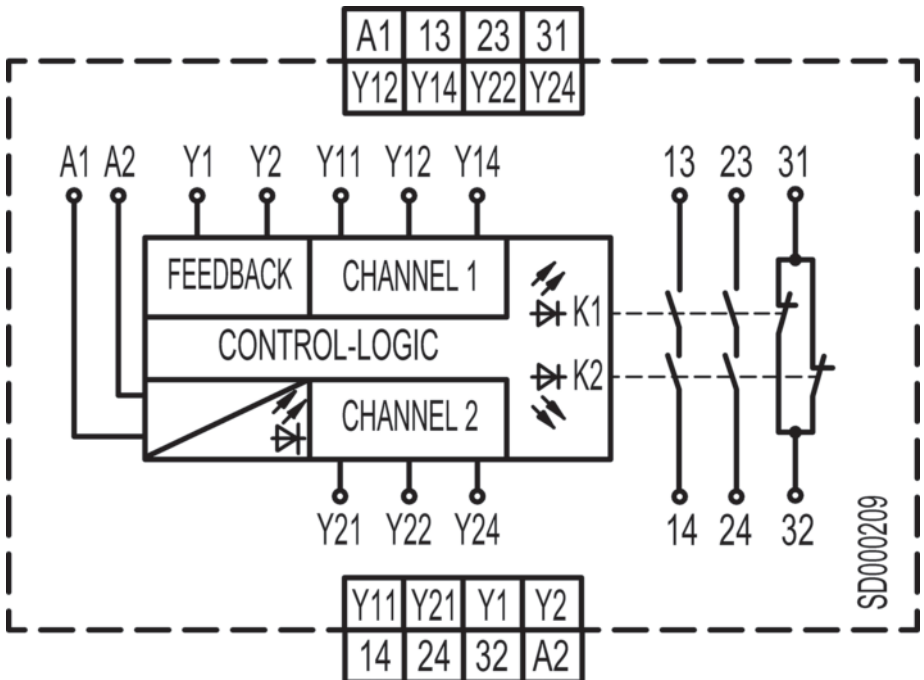 A1 13 23 31
Y12 Y14 Y22 Y24
A1 A2 Y1 Y2 Y11 Y12 Y14 13 23 31
FEEDBACK CHANNEL 1
K1
CONTROL-LOGIC
K2
CHANNEL 2
Y21 Y22 Y24 14 24 32
SD000209
Y11 Y21 Y1 Y2
14 24 32 A2